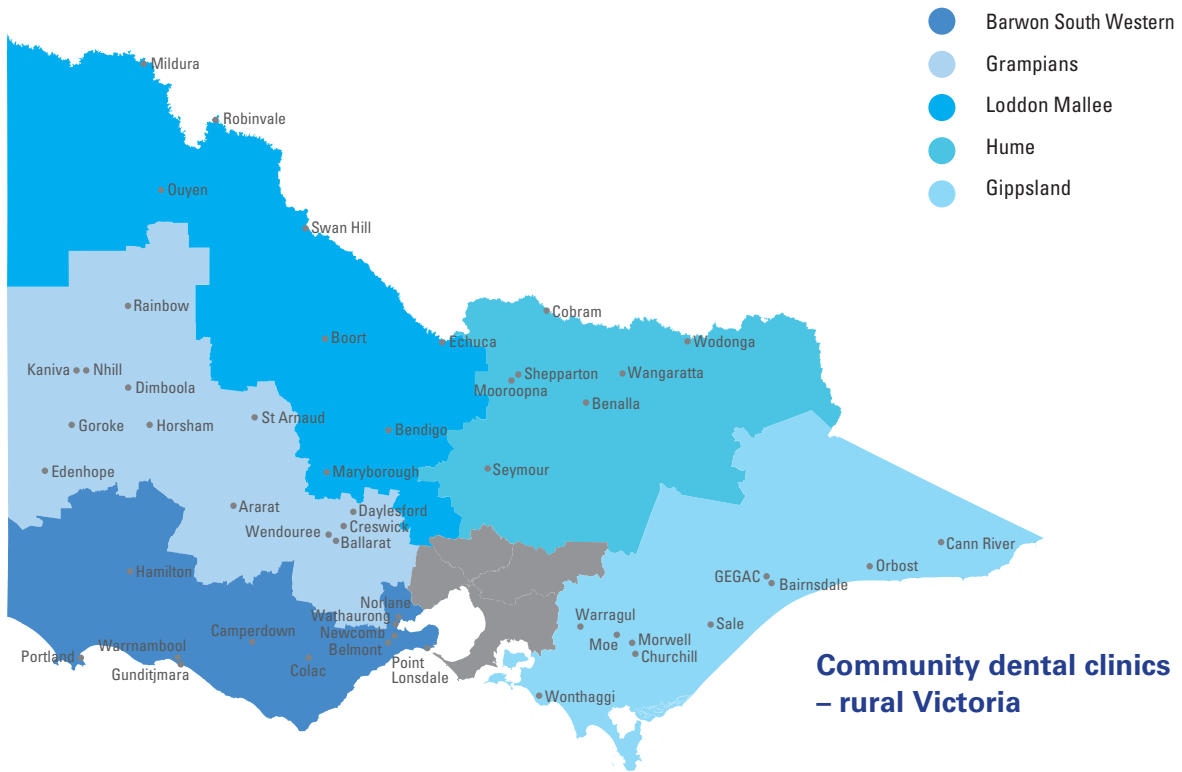 Barwon South Western
Grampians
Loddon Mallee
Hume
Gippsland
Mildura
Robinvale
Ouyen
Swan Hill
Rainbow
Cobram
Boort
Echuca
Wodonga
Kaniva
Nhill
Shepparton
Wangaratta
Mooroopna
Dimboola
Benalla
St Arnaud
Goroke
Horsham
Bendigo
Edenhope
Maryborough
Seymour
Ararat
Daylesford
Creswick
Wendouree
Ballarat
Cann River
Hamilton
Orbost
GEGAC
Bairnsdale
Norlane
Wathaurong
Warragul
Sale
Camperdown
Newcomb
Moe
Morwell
Belmont
Churchill
Warrnambool
Portland
Gunditjmara
Colac
Point
Lonsdale
Wonthaggi
Community dental clinics
– rural Victoria